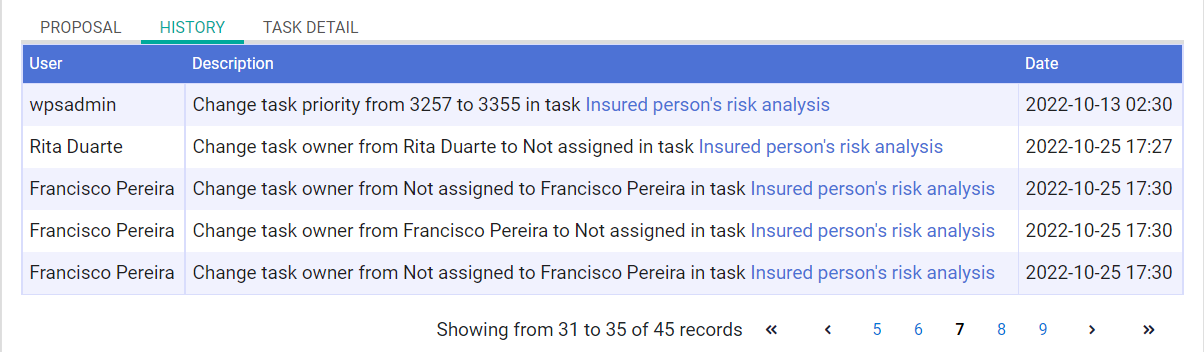 PROPOSAL HISTORY TASK DETAIL
User Description Date
wpsadmin Change task priority from 3257 to 3355 in task Insured person's risk analysis 2022-10-13 02:30
Rita Duarte Change task owner from Rita Duarte to Not assigned in task Insured person's risk analysis 2022-10-25 17:27
Francisco Pereira Change task owner from Not assigned to Francisco Pereira in task Insured person's risk analysis 2022-10-25 17:30
Francisco Pereira Change task owner from Francisco Pereira to Not assigned in task Insured person's risk analysis 2022-10-25 17:30
Francisco Pereira Change task owner from Not assigned to Francisco Pereira in task Insured person's risk analysis 2022-10-25 17:30
Showing from 31 to 35 of 45 records « ‹ 5 6 7 8 9 › »